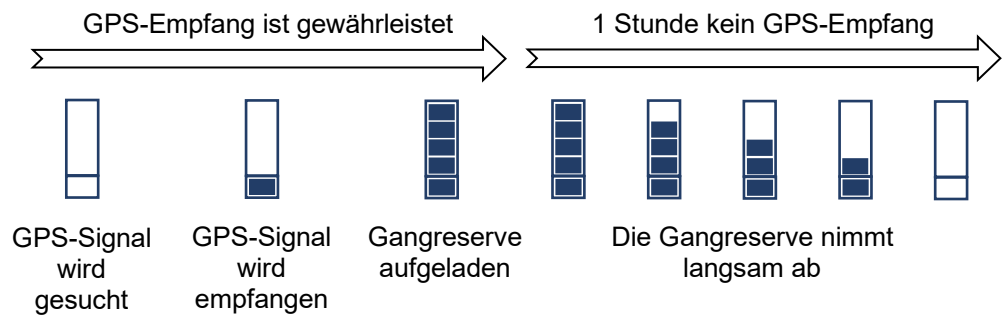 GPS-Empfang ist gewährleistet
1 Stunde kein GPS-Empfang
GPS-Signal
wird
gesucht
GPS-Signal
wird
empfangen
Gangreserve
aufgeladen
Die Gangreserve nimmt
langsam ab